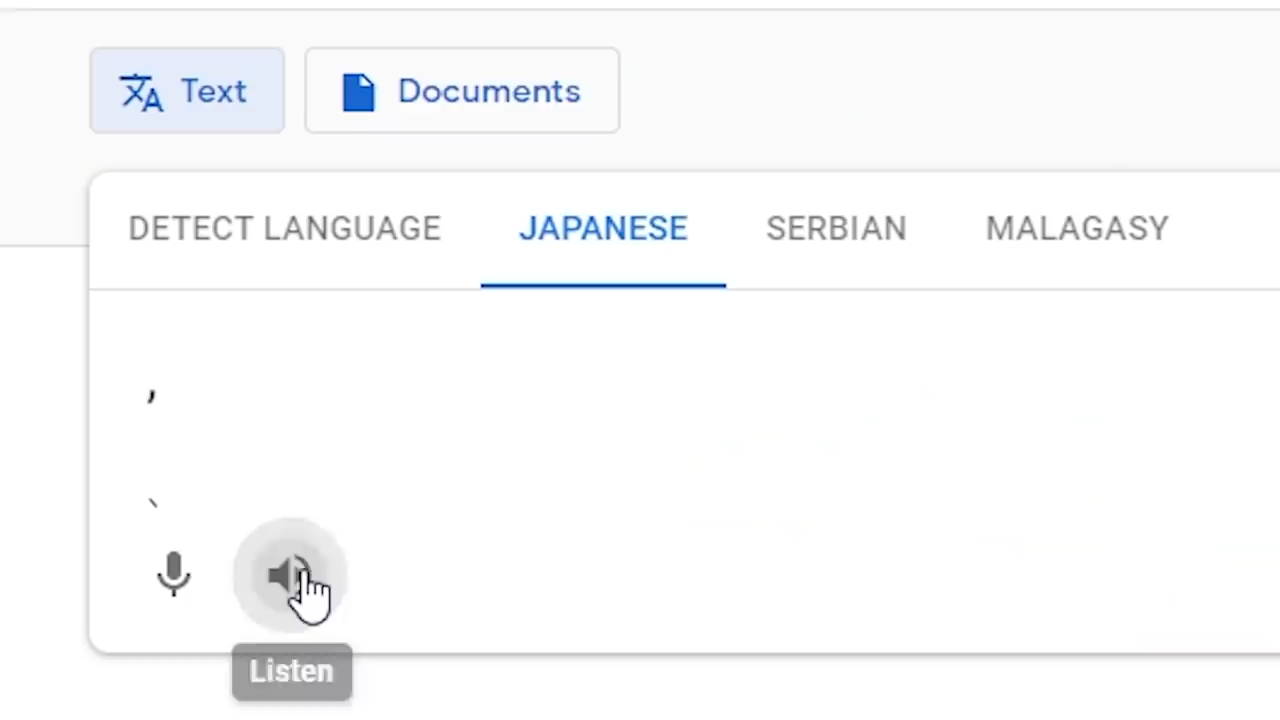 Text
Documents
DETECT LANGUAGE
JAPANESE
SERBIAN
MALAGASY
,
、
Listen